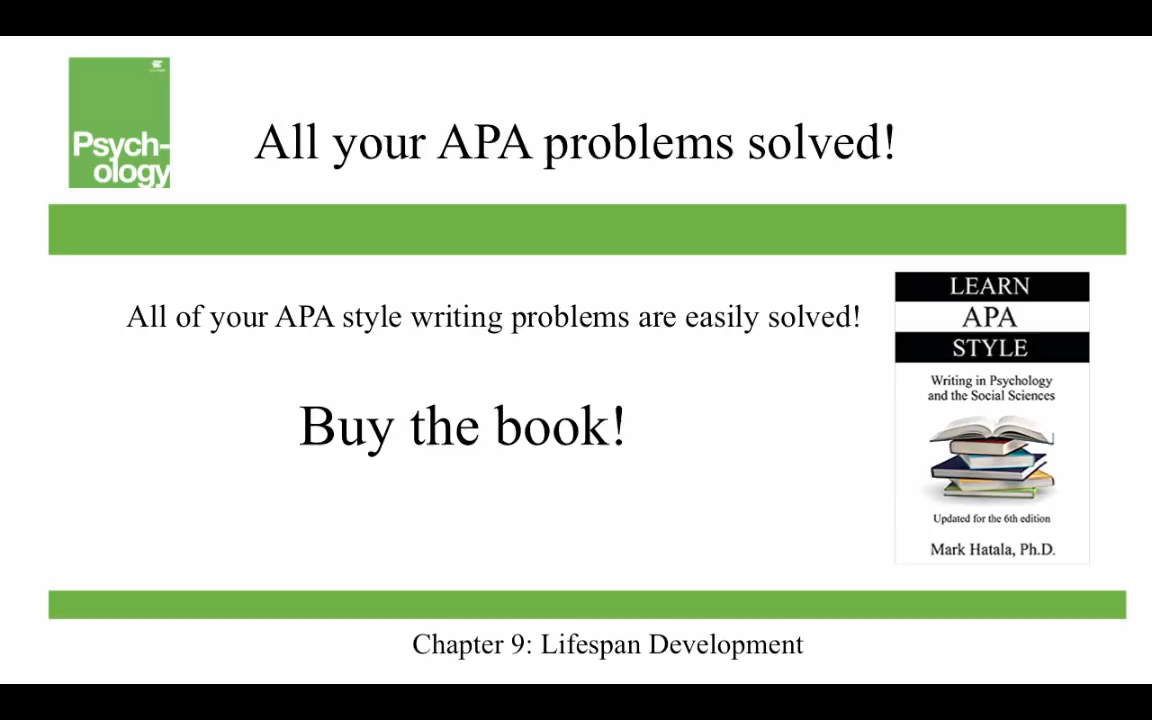 Psych-
ology
All your APA problems solved!
All of your APA style writing problems are easily solved!
Buy the book!
LEARN
APA
STYLE
Writing in Psychology
and the Social Sciences
Updated for the 6th edition
Mark Hatala, Ph.D.
Chapter 9: Lifespan Development